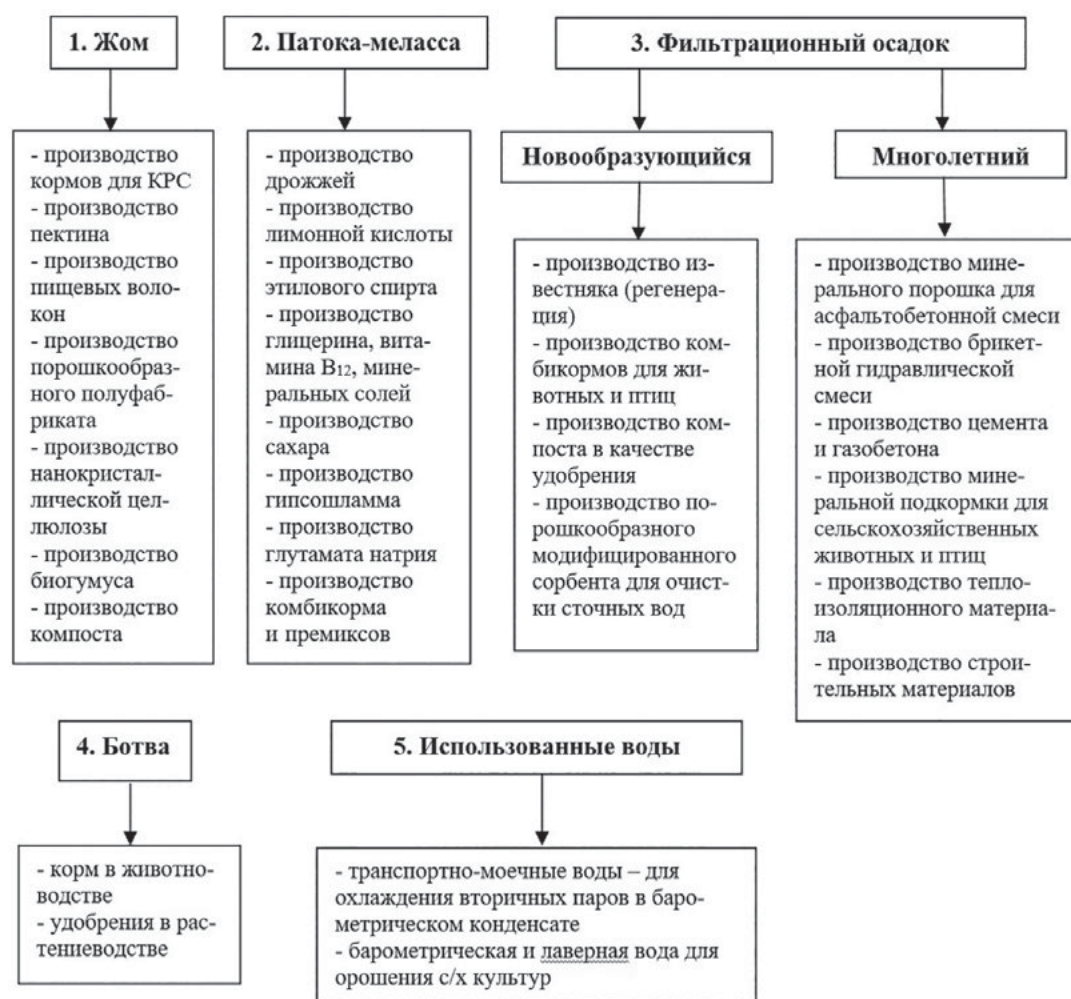 1. Жом
- производство
кормов для КРС
- производство
пектина
- производство
пищевых воло-
кон
- производство
порошкообраз-
ного полуфаб-
риката
- производство
нанокристал-
лической цел-
люлозы
- производство
биогумуса
- производство
компоста
2. Патока-меласса
- производство
дрожжей
- производство
лимонной кислоты
- производство
этилового спирта
- производство
глицерина, вита-
мина В12, мине-
ральных солей
- производство
сахара
- производство
гипсошламма
- производство
глутамата натрия
- производство
комбикорма
и премиксов
3. Фильтрационный осадок
Новообразующийся
- производство из-
вестняка (регенера-
ция)
- производство ком-
бикормов для жи-
вотных и птиц
- производство ком-
поста в качестве
удобрения
- производство по-
рошкообразного
модифицированного
сорбента для очист-
ки сточных вод
Многолетний
- производство мине-
рального порошка для
асфальтобетонной смеси
- производство брикет-
ной гидравлической
смеси
- производство цемента
и газобетона
- производство мине-
ральной подкормки для
сельскохозяйственных
животных и птиц
- производство тепло-
изоляционного материа-
ла
- производство строи-
тельных материалов
4. Ботва
- корм в животно-
водстве
- удобрения в рас-
тениеводстве
5. Использованные воды
- транспортно-моечные воды – для
охлаждения вторичных паров в баро-
метрическом конденсате
- барометрическая и лаверная вода для
орошения с/х культур